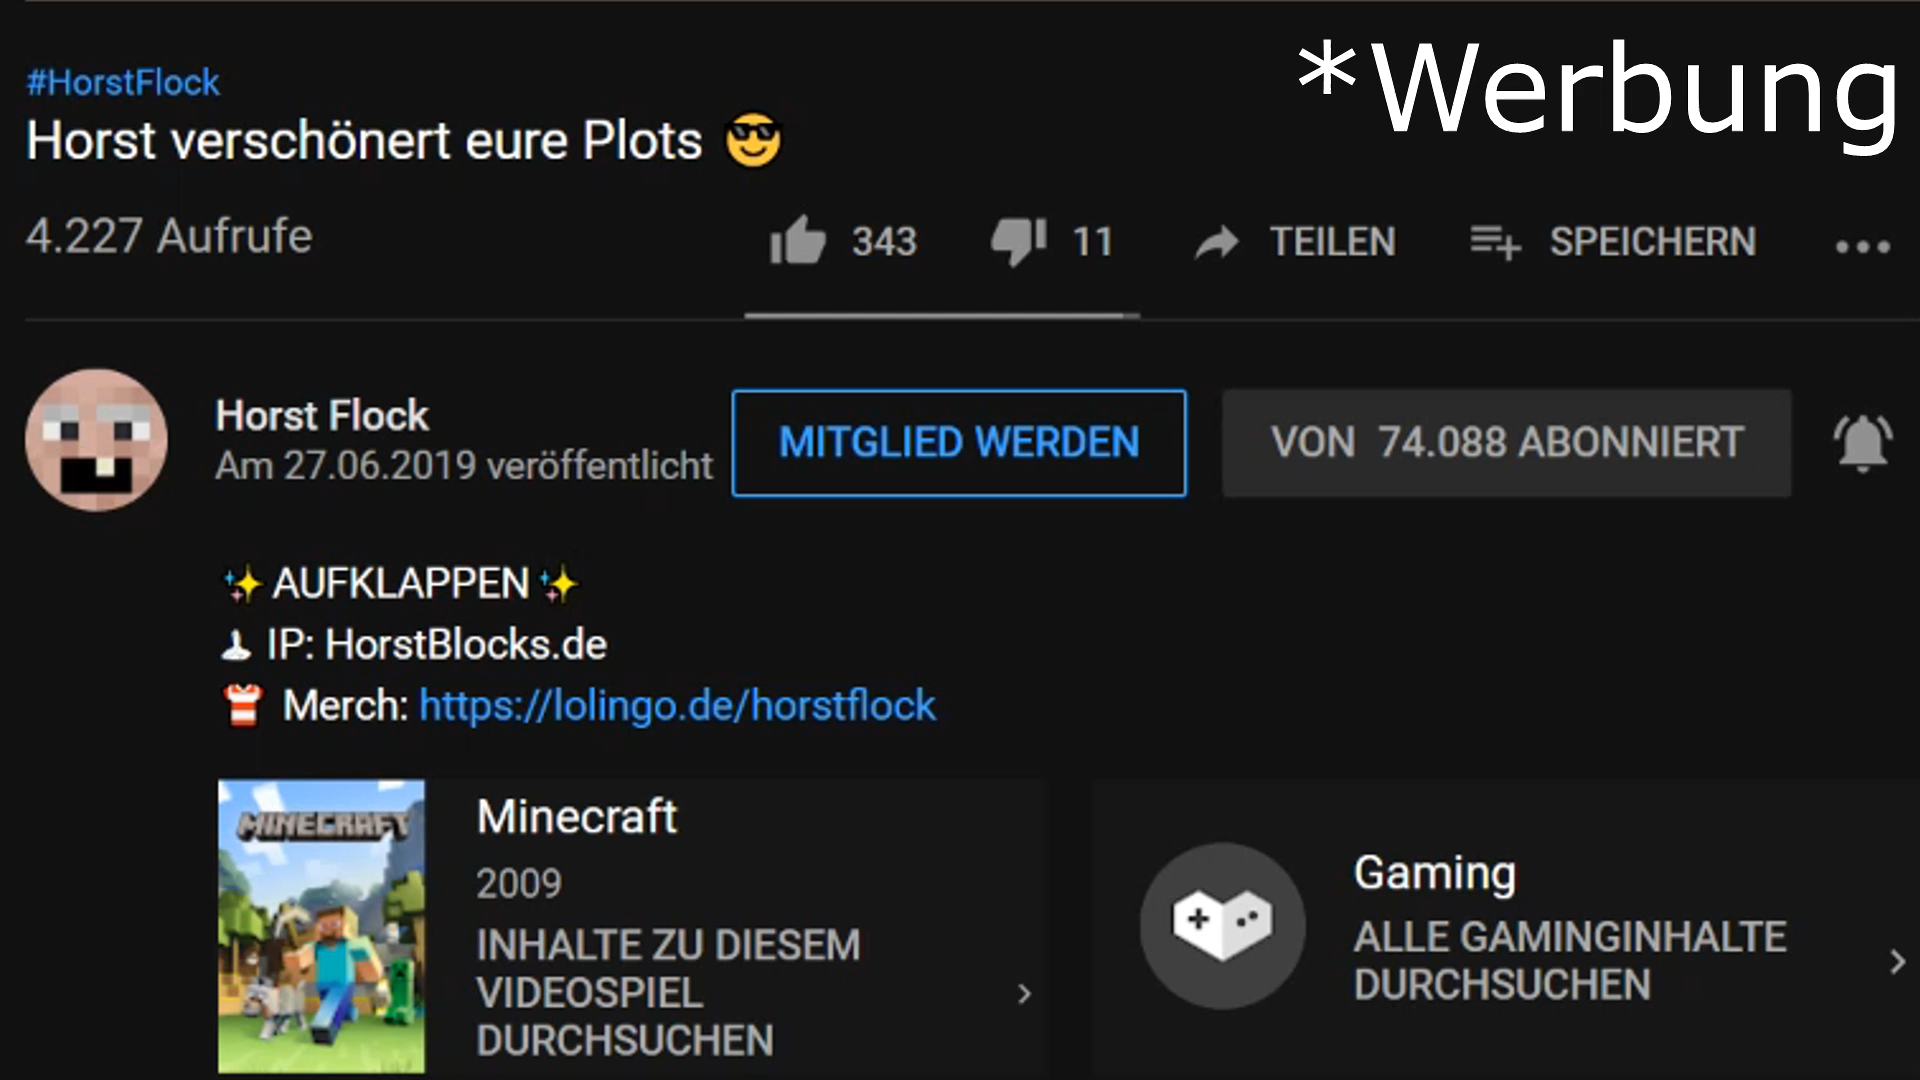 *Werbung
#HorstFlock
Horst verschönert eure Plots 😎
4.227 Aufrufe
343
11
TEILEN
SPEICHERN
Horst Flock
Am 27.06.2019 veröffentlicht
MITGLIED WERDEN
VON 74.088 ABONNIERT
✨ AUFKLAPPEN ✨
IP: HorstBlocks.de
Merch: https://lolingo.de/horstflock
MINECRAFT
Minecraft
2009
INHALTE ZU DIESEM
VIDEOSPIEL
DURCHSUCHEN
Gaming
ALLE GAMINGINHALTE
DURCHSUCHEN